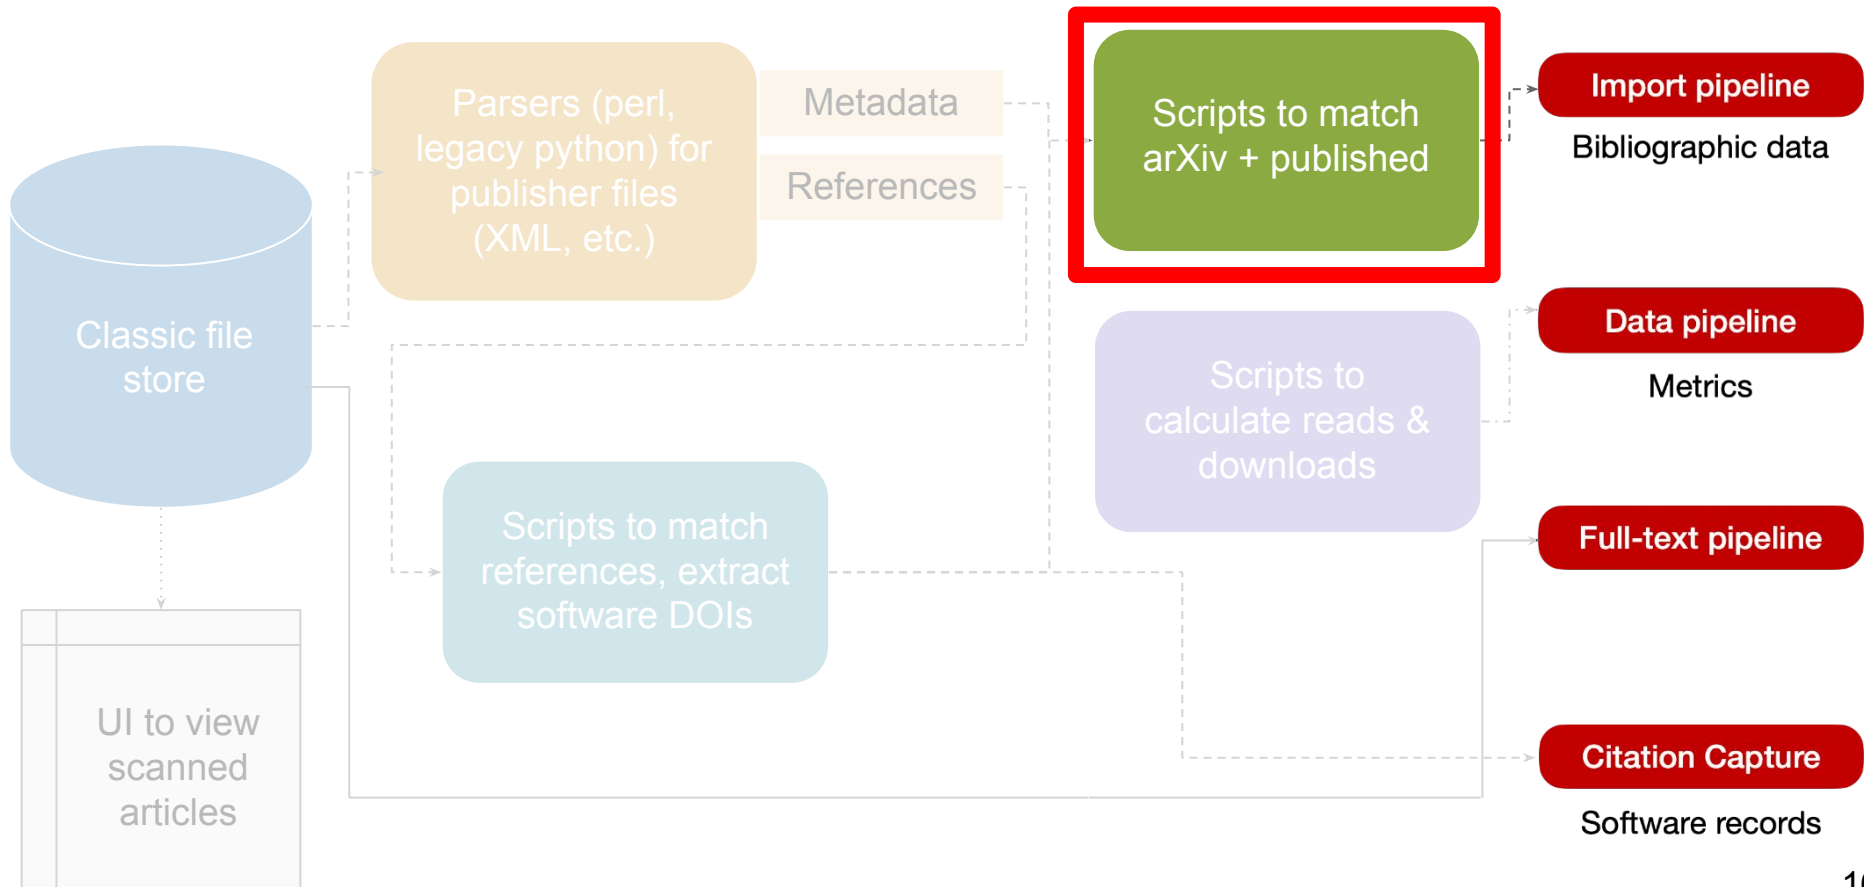 Parsers (perl,
legacy python) for
publisher files
(XML, etc.)
Metadata
References
Scripts to match
arXiv + published
Import pipeline
Bibliographic data
Classic file
store
Scripts to
calculate reads &
downloads
Data pipeline
Metrics
Scripts to match
references, extract
software DOIs
Full-text pipeline
UI to view
scanned
articles
Citation Capture
Software records